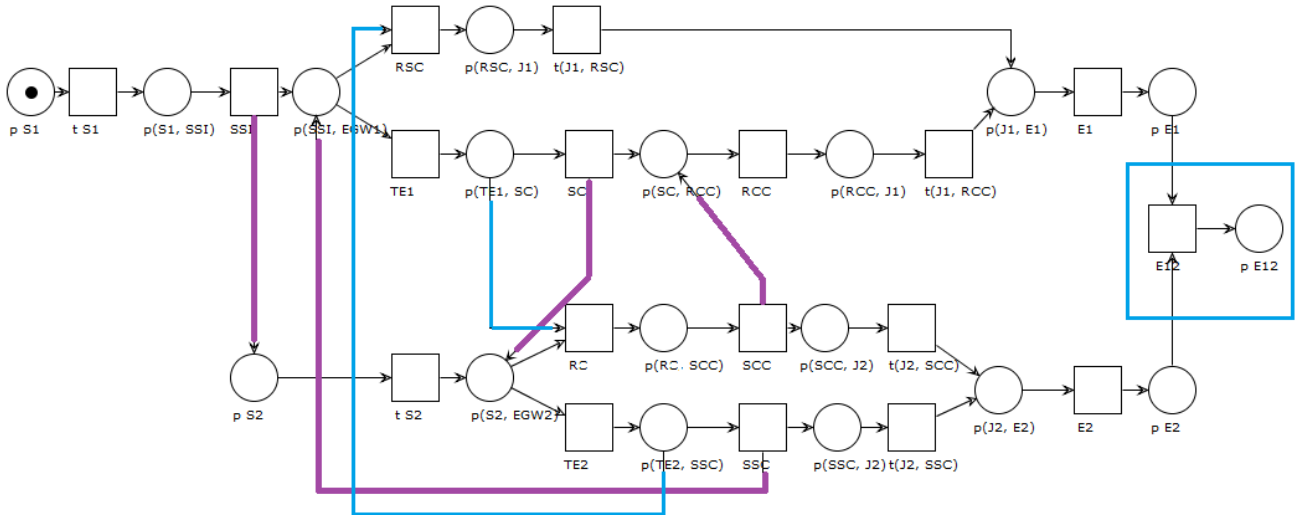 RSC
p(RSC, J1)
t(J1, RSC)
p S1
t S1
p(S1, SSI)
SSI
p(SSI, EGW1)
p(J1, E1)
E1
p E1
TE1
p(TE1, SC)
SC
p(SC, RCC)
RCC
p(RCC, J1)
t(J1, RCC)
E12
p E12
RC
p(RC, SCC)
SCC
p(SCC, J2)
t(J2, SCC)
p S2
t S2
p(S2, EGW2)
p(J2, E2)
E2
p E2
TE2
p(TE2, SSC)
SSC
p(SSC, J2)
t(J2, SSC)